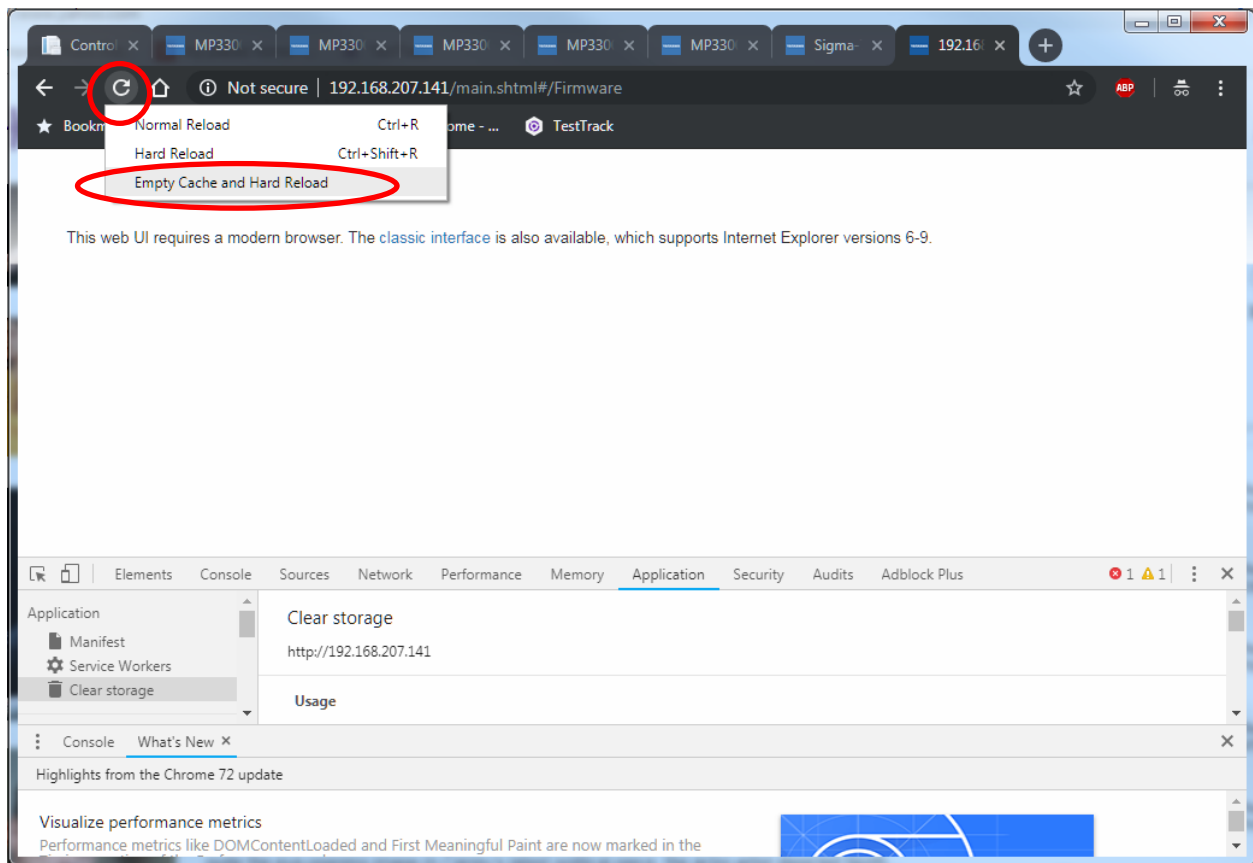 Control MP330 MP330 MP330 MP330 MP330 Sigma- 192.16
Not secure | 192.168.207.141/main.shtml#/Firmware ABP
Bookm ome - ... TestTrack
Normal Reload Ctrl+R
Hard Reload Ctrl+Shift+R
Empty Cache and Hard Reload
This web UI requires a modern browser. The classic interface is also available, which supports Internet Explorer versions 6-9.
Elements Console Sources Network Performance Memory Application Security Audits Adblock Plus 1 1
Application
Manifest
Service Workers
Clear storage
Clear storage
http://192.168.207.141
Usage
Console What's New
Highlights from the Chrome 72 update
Visualize performance metrics
Performance metrics like DOMContentLoaded and First Meaningful Paint are now marked in the